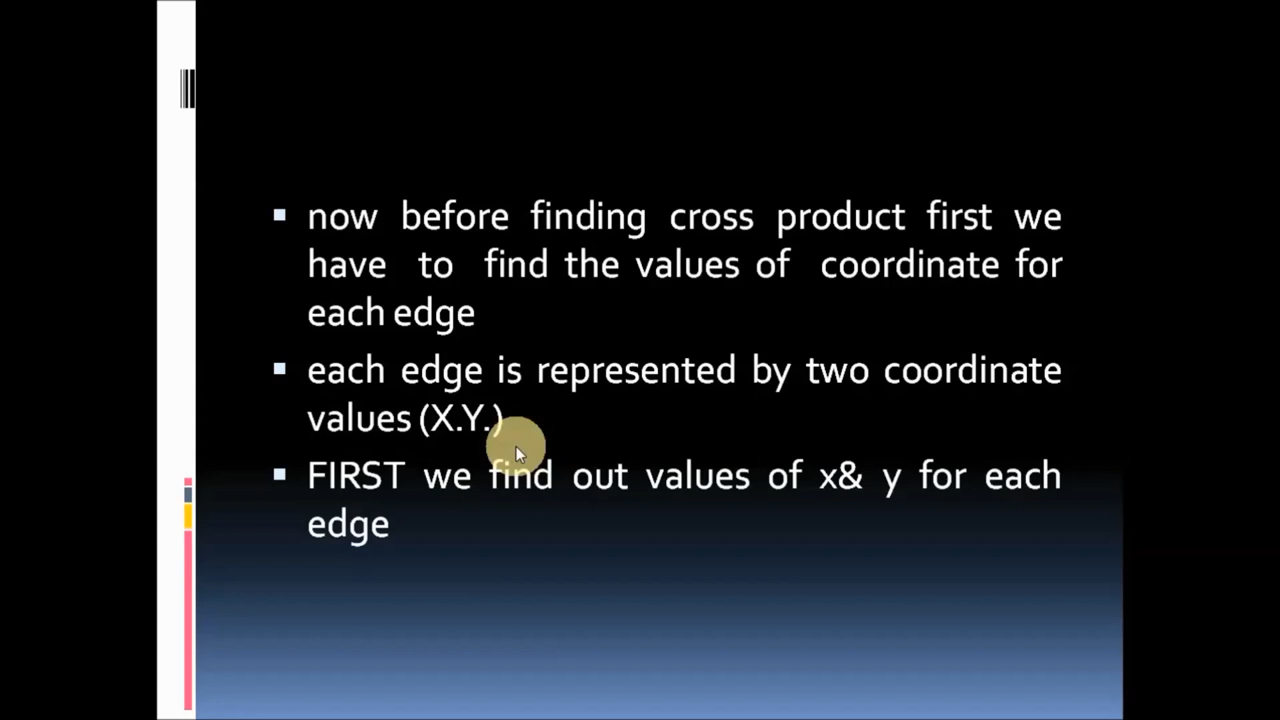 now before finding cross product first we
have to find the values of coordinate for
each edge
each edge is represented by two coordinate
values (X.Y.)
FIRST we find out values of x& y for each
edge